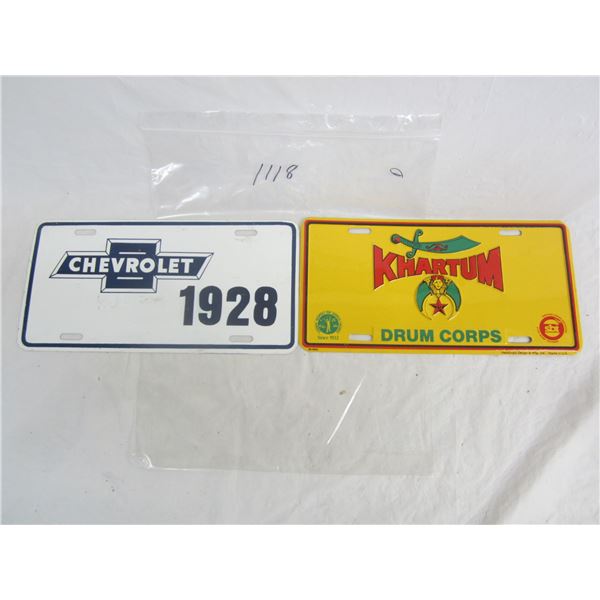 1118
CHEVROLET
1928
KHARTUM
DRUM CORPS